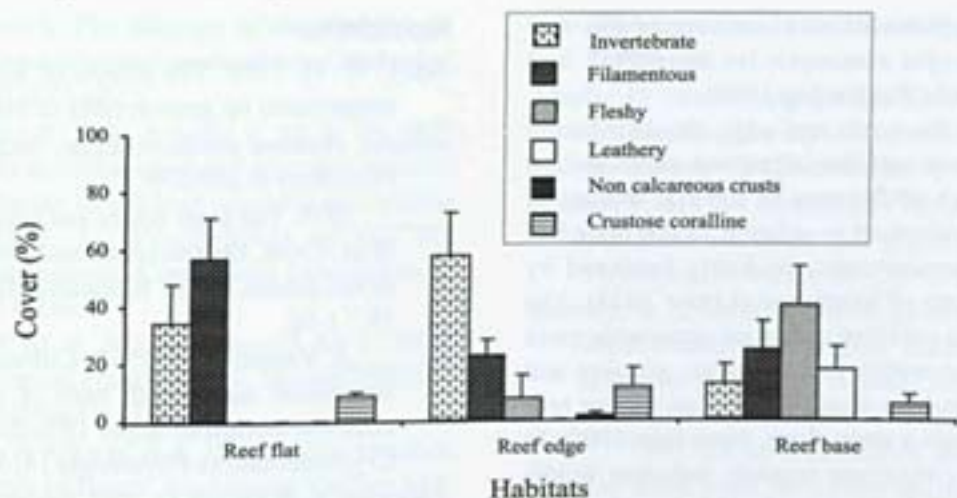 Invertebrate
Filamentous
Fleshy
Leathery
Non calcareous crusts
Crustose coralline
100
80
60
40
20
0
Cover (%)
Reef flat Reef edge Reef base
Habitats